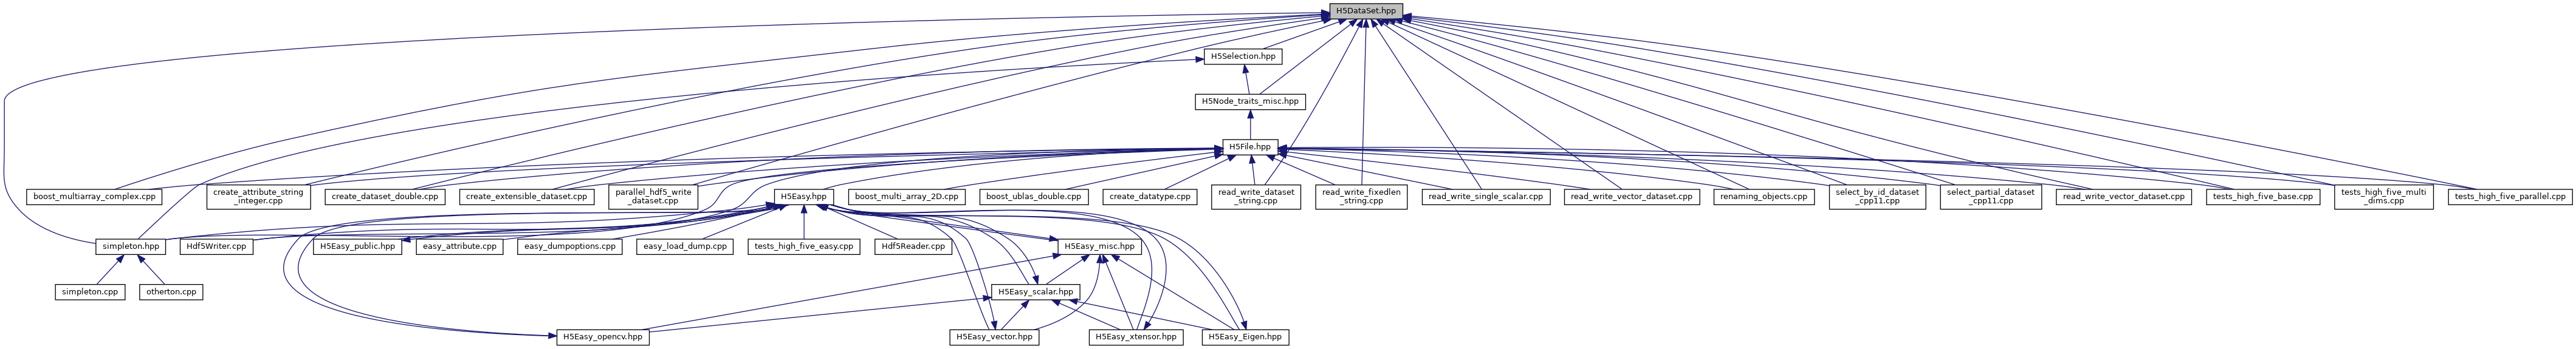 H5DataSet.hpp
H5Selection.hpp
H5Node_traits_misc.hpp
H5File.hpp
boost_multiarray_complex.cpp
create_attribute_string
_integer.cpp
create_dataset_double.cpp
create_extensible_dataset.cpp
parallel_hdf5_write
_dataset.cpp
H5Easy.hpp
boost_multi_array_2D.cpp
boost_ublas_double.cpp
create_datatype.cpp
read_write_dataset
_string.cpp
read_write_fixedlen
_string.cpp
read_write_single_scalar.cpp
read_write_vector_dataset.cpp
renaming_objects.cpp
select_by_id_dataset
_cpp11.cpp
select_partial_dataset
_cpp11.cpp
read_write_vector_dataset.cpp
tests_high_five_base.cpp
tests_high_five_multi
_dims.cpp
tests_high_five_parallel.cpp
simpleton.hpp
Hdf5Writer.cpp
H5Easy_public.hpp
easy_attribute.cpp
easy_dumpoptions.cpp
easy_load_dump.cpp
tests_high_five_easy.cpp
Hdf5Reader.cpp
H5Easy_misc.hpp
simpleton.cpp
otherton.cpp
H5Easy_scalar.hpp
H5Easy_opencv.hpp
H5Easy_vector.hpp
H5Easy_xtensor.hpp
H5Easy_Eigen.hpp